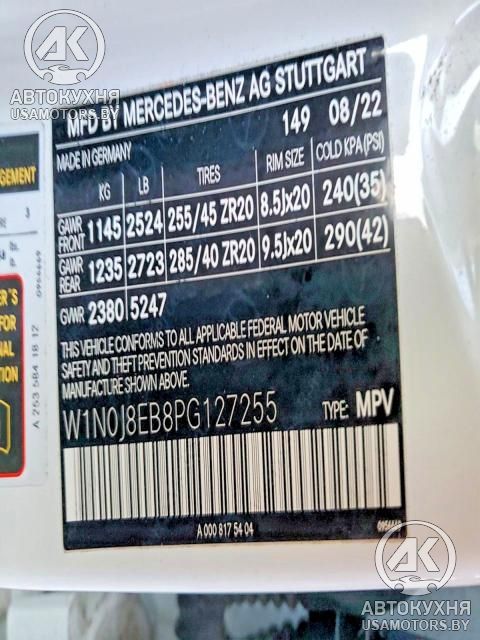 АВТОКУХНЯ
USAMOTORS.BY
MFD BY MERCEDES-BENZ AG STUTTGART
149 08/22
MADE IN GERMANY
KG LB TIRES RIM SIZE COLD KPA(PSI)
GAWR FRONT 1145 2524 255/45 ZR20 8.5Jx20 240(35)
GAWR REAR 1235 2723 285/40 ZR20 9.5Jx20 290(42)
GVWR 2380 5247
THIS VEHICLE CONFORMS TO ALL APPLICABLE FEDERAL MOTOR VEHICLE
SAFETY AND THEFT PREVENTION STANDARDS IN EFFECT ON THE DATE OF
MANUFACTURE SHOWN ABOVE.
W1N0J8EB8PG127255 TYPE: MPV
A 000 817 54 04
0956669
A 253 584 18 12
АВТОКУХНЯ
USAMOTORS.BY